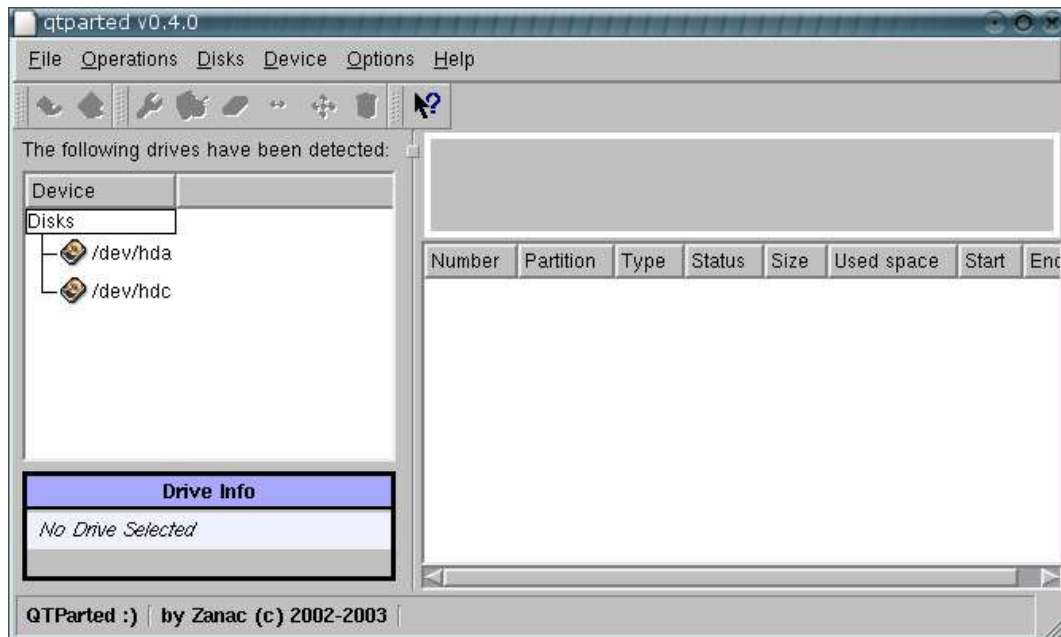 qtparted v0.4.0
File Operations Disks Device Options Help
?
The following drives have been detected:
Device
Disks
/dev/hda
/dev/hdc
Number Partition Type Status Size Used space Start End
Drive Info
No Drive Selected
QTParted :) by Zanac (c) 2002-2003